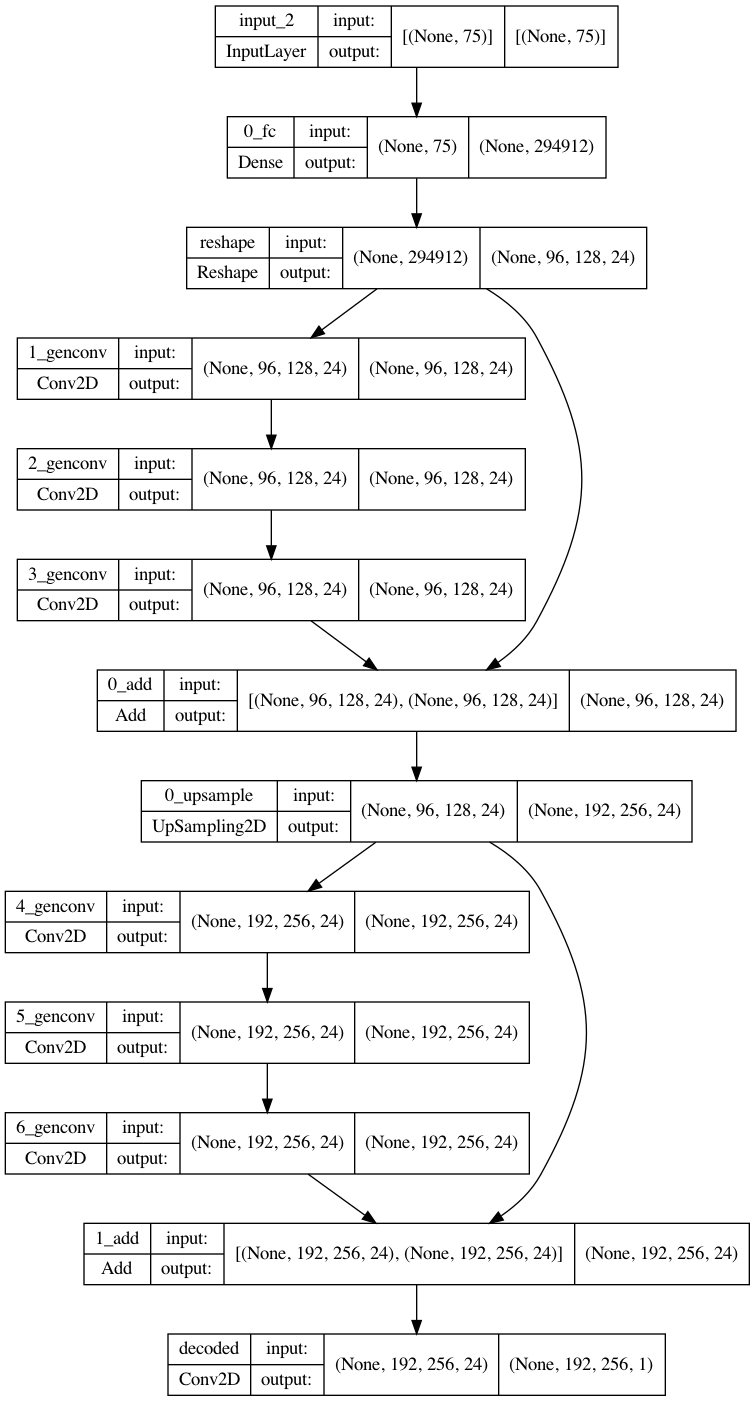 input_2 input: [(None, 75)] [(None, 75)]
InputLayer output:
0_fc input: (None, 75) (None, 294912)
Dense output:
reshape input: (None, 294912) (None, 96, 128, 24)
Reshape output:
1_genconv input: (None, 96, 128, 24) (None, 96, 128, 24)
Conv2D output:
2_genconv input: (None, 96, 128, 24) (None, 96, 128, 24)
Conv2D output:
3_genconv input: (None, 96, 128, 24) (None, 96, 128, 24)
Conv2D output:
0_add input: [(None, 96, 128, 24), (None, 96, 128, 24)] (None, 96, 128, 24)
Add output:
0_upsample input: (None, 96, 128, 24) (None, 192, 256, 24)
UpSampling2D output:
4_genconv input: (None, 192, 256, 24) (None, 192, 256, 24)
Conv2D output:
5_genconv input: (None, 192, 256, 24) (None, 192, 256, 24)
Conv2D output:
6_genconv input: (None, 192, 256, 24) (None, 192, 256, 24)
Conv2D output:
1_add input: [(None, 192, 256, 24), (None, 192, 256, 24)] (None, 192, 256, 24)
Add output:
decoded input: (None, 192, 256, 24) (None, 192, 256, 1)
Conv2D output: